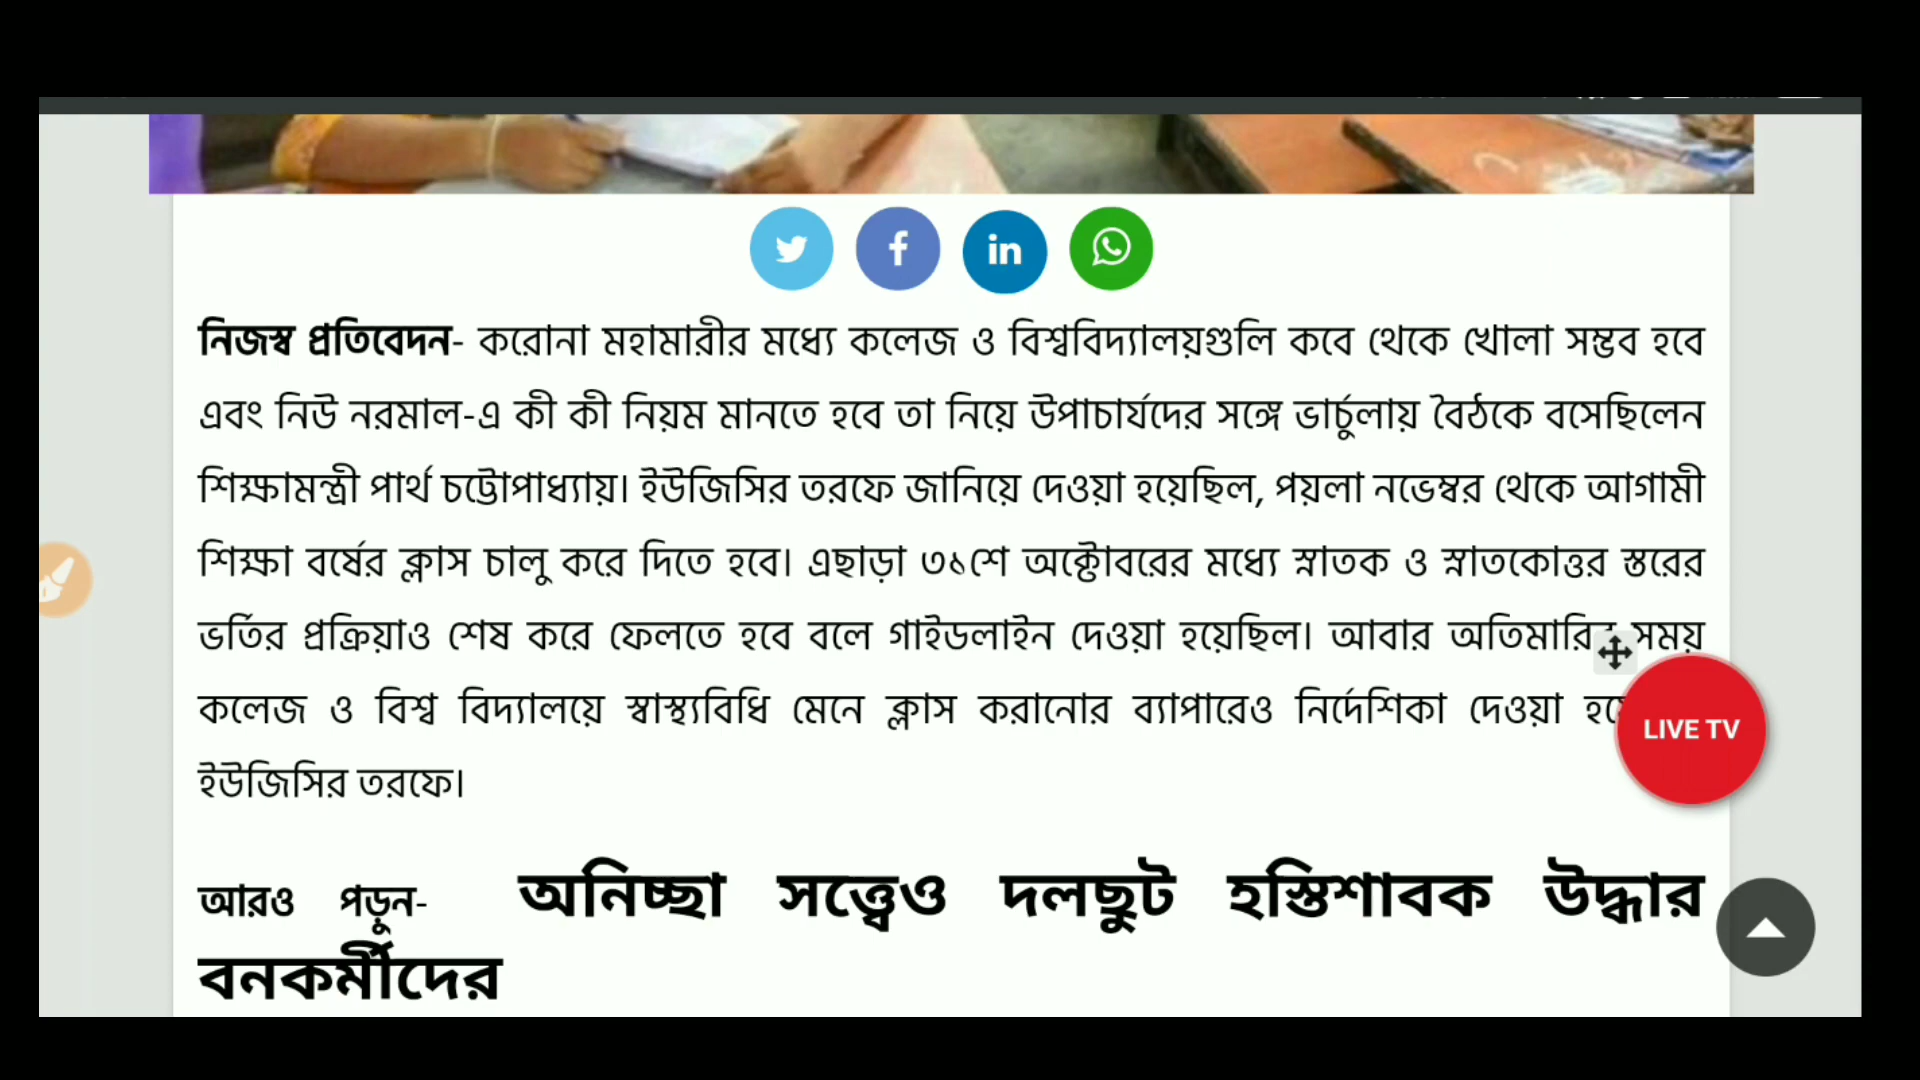 f in
নিজস্ব প্রতিবেদন- করোনা মহামারীর মধ্যে কলেজ ও বিশ্ববিদ্যালয়গুলি কবে থেকে খোলা সম্ভব হবে
এবং নিউ নরমাল-এ কী কী নিয়ম মানতে হবে তা নিয়ে উপাচার্যদের সঙ্গে ভার্চুলায় বৈঠকে বসেছিলেন
শিক্ষামন্ত্রী পার্থ চট্টোপাধ্যায়। ইউজিসির তরফে জানিয়ে দেওয়া হয়েছিল, পয়লা নভেম্বর থেকে আগামী
শিক্ষা বর্ষের ক্লাস চালু করে দিতে হবে। এছাড়া ৩১শে অক্টোবরের মধ্যে স্নাতক ও স্নাতকোত্তর স্তরের
ভর্তির প্রক্রিয়াও শেষ করে ফেলতে হবে বলে গাইডলাইন দেওয়া হয়েছিল। আবার অতিমারির সময়
কলেজ ও বিশ্ব বিদ্যালয়ে স্বাস্থ্যবিধি মেনে ক্লাস করানোর ব্যাপারেও নির্দেশিকা দেওয়া
LIVE TV
ইউজিসির তরফে।
আরও পড়ুন- অনিচ্ছা সত্ত্বেও দলছুট হস্তিশাবক উদ্ধার
বনকর্মীদের